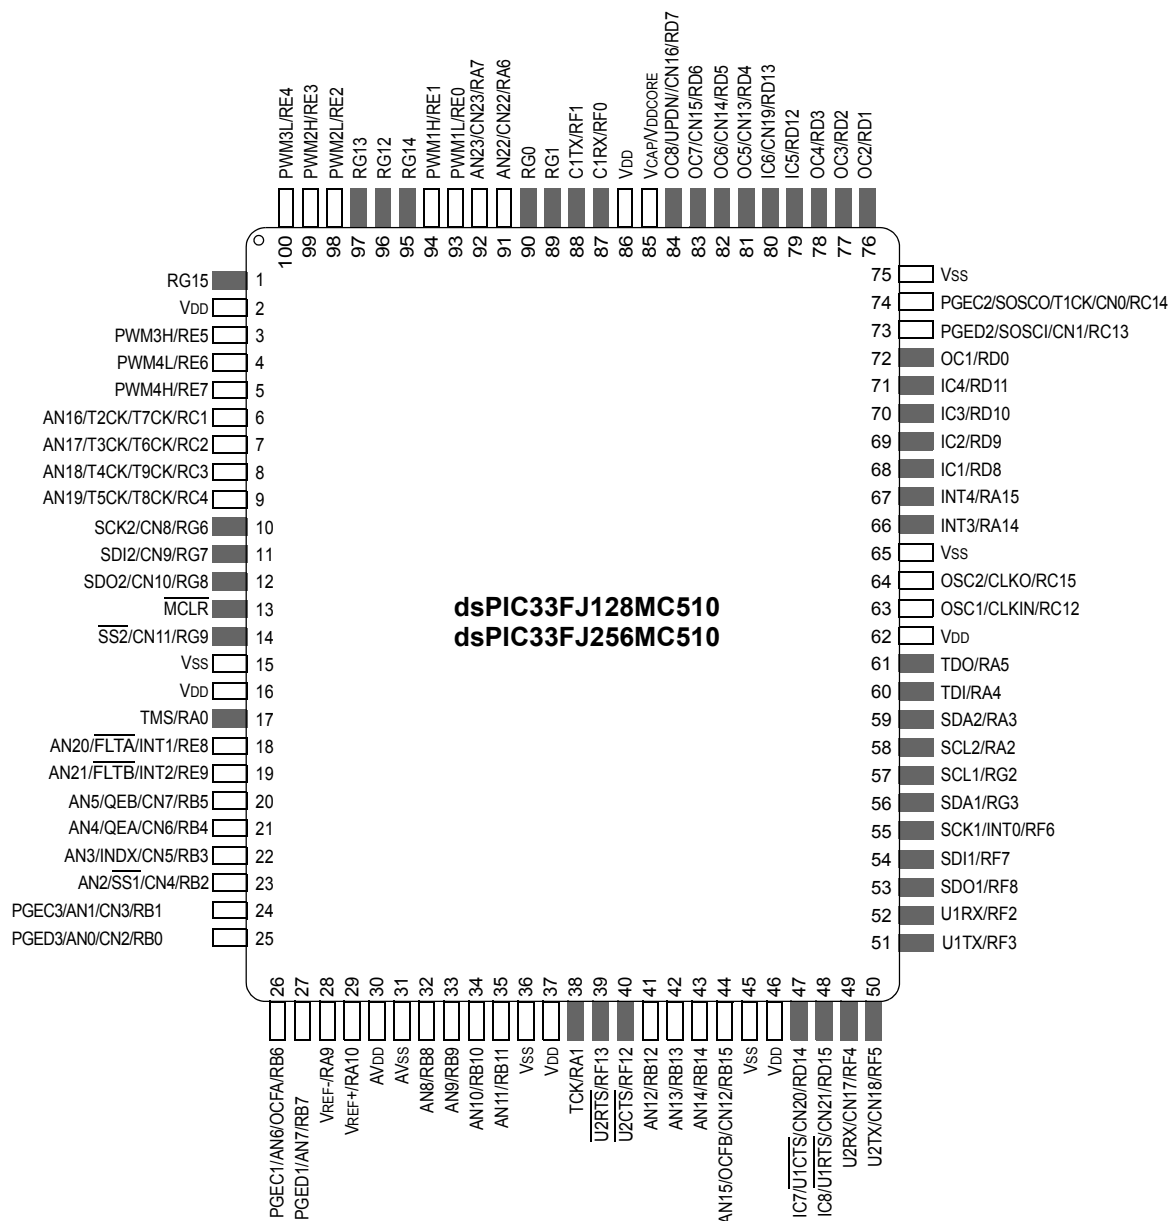 PWM3L/RE4
PWM2H/RE3
PWM2L/RE2
RG13
RG12
RG14
PWM1H/RE1
PWM1L/RE0
AN23/CN23/RA7
AN22/CN22/RA6
RG0
RG1
C1TX/RF1
C1RX/RF0
VDD
VCAP/VDDCORE
OC8/UPDN//CN16/RD7
OC7/CN15/RD6
OC6/CN14/RD5
OC5/CN13/RD4
IC6/CN19/RD13
IC5/RD12
OC4/RD3
OC3/RD2
OC2/RD1
100
99
98
97
96
95
94
93
92
91
90
89
88
87
86
85
84
83
82
81
80
79
78
77
76
RG15 1
VDD 2
PWM3H/RE5 3
PWM4L/RE6 4
PWM4H/RE7 5
AN16/T2CK/T7CK/RC1 6
AN17/T3CK/T6CK/RC2 7
AN18/T4CK/T9CK/RC3 8
AN19/T5CK/T8CK/RC4 9
SCK2/CN8/RG6 10
SDI2/CN9/RG7 11
SDO2/CN10/RG8 12
MCLR 13
SS2/CN11/RG9 14
VSS 15
VDD 16
TMS/RA0 17
AN20/FLTA/INT1/RE8 18
AN21/FLTB/INT2/RE9 19
AN5/QEB/CN7/RB5 20
AN4/QEA/CN6/RB4 21
AN3/INDX/CN5/RB3 22
AN2/SS1/CN4/RB2 23
PGEC3/AN1/CN3/RB1 24
PGED3/AN0/CN2/RB0 25
dsPIC33FJ128MC510
dsPIC33FJ256MC510
75 VSS
74 PGEC2/SOSCO/T1CK/CN0/RC14
73 PGED2/SOSCI/CN1/RC13
72 OC1/RD0
71 IC4/RD11
70 IC3/RD10
69 IC2/RD9
68 IC1/RD8
67 INT4/RA15
66 INT3/RA14
65 VSS
64 OSC2/CLKO/RC15
63 OSC1/CLKIN/RC12
62 VDD
61 TDO/RA5
60 TDI/RA4
59 SDA2/RA3
58 SCL2/RA2
57 SCL1/RG2
56 SDA1/RG3
55 SCK1/INT0/RF6
54 SDI1/RF7
53 SDO1/RF8
52 U1RX/RF2
51 U1TX/RF3
26
27
28
29
30
31
32
33
34
35
36
37
38
39
40
41
42
43
44
45
46
47
48
49
50
PGEC1/AN6/OCFA/RB6
PGED1/AN7/RB7
VREF-/RA9
VREF+/RA10
AVDD
AVSS
AN8/RB8
AN9/RB9
AN10/RB10
AN11/RB11
VSS
VDD
TCK/RA1
U2RTS/RF13
U2CTS/RF12
AN12/RB12
AN13/RB13
AN14/RB14
AN15/OCFB/CN12/RB15
VSS
VDD
IC7/U1CTS/CN20/RD14
IC8/U1RTS/CN21/RD15
U2RX/CN17/RF4
U2TX/CN18/RF5